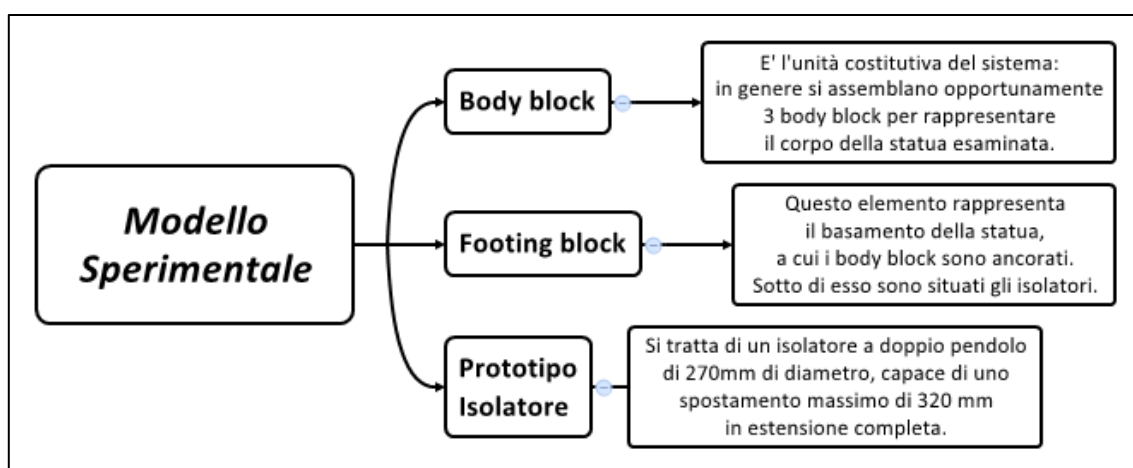 Modello
Sperimentale
Body block
E' l'unità costitutiva del sistema:
in genere si assemblano opportunamente
3 body block per rappresentare
il corpo della statua esaminata.
Footing block
Questo elemento rappresenta
il basamento della statua,
a cui i body block sono ancorati.
Sotto di esso sono situati gli isolatori.
Prototipo
Isolatore
Si tratta di un isolatore a doppio pendolo
di 270mm di diametro, capace di uno
spostamento massimo di 320 mm
in estensione completa.